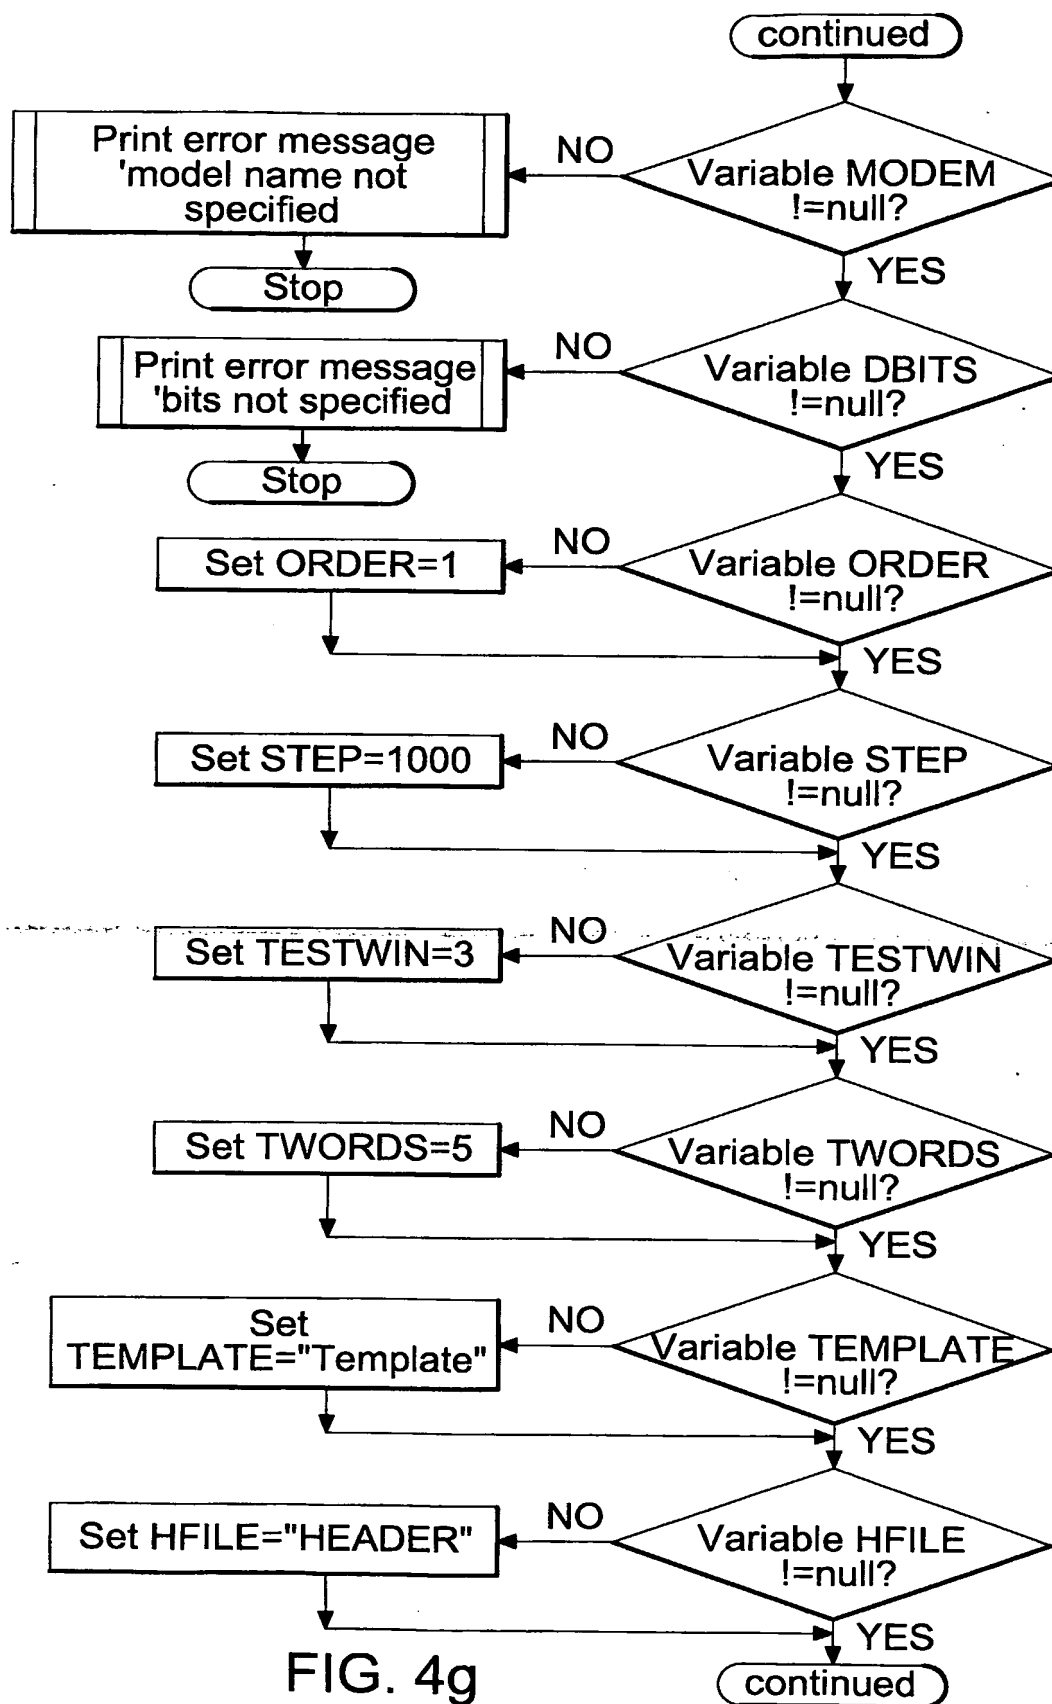 continued
Print error message
'model name not
specified
NO
Variable MODEM
!=null?
YES
Stop
Print error message
'bits not specified
NO
Variable DBITS
!=null?
YES
Stop
Set ORDER=1
NO
Variable ORDER
!=null?
YES
Set STEP=1000
NO
Variable STEP
!=null?
YES
Set TESTWIN=3
NO
Variable TESTWIN
!=null?
YES
Set TWORDS=5
NO
Variable TWORDS
!=null?
YES
Set
TEMPLATE="Template"
NO
Variable TEMPLATE
!=null?
YES
Set HFILE="HEADER"
NO
Variable HFILE
!=null?
YES
FIG. 4g
continued